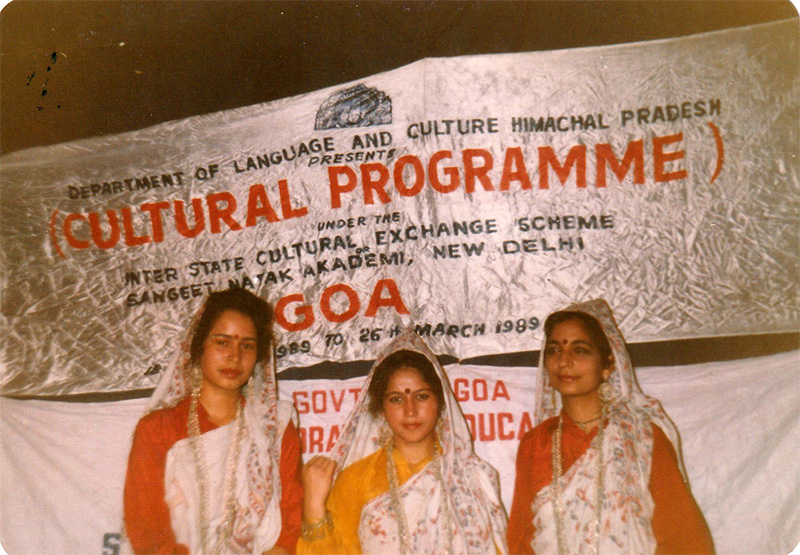 DEPARTMENT OF LANGUAGE AND CULTURE HIMACHAL PRADESH
PRESENTS
(CULTURAL PROGRAMME)
UNDER THE
INTER STATE CULTURAL EXCHANGE SCHEME
OF
SANGEET NATAK AKADEMI, NEW DELHI
GOA
1989 TO 26TH MARCH 1989
GOVT GOA